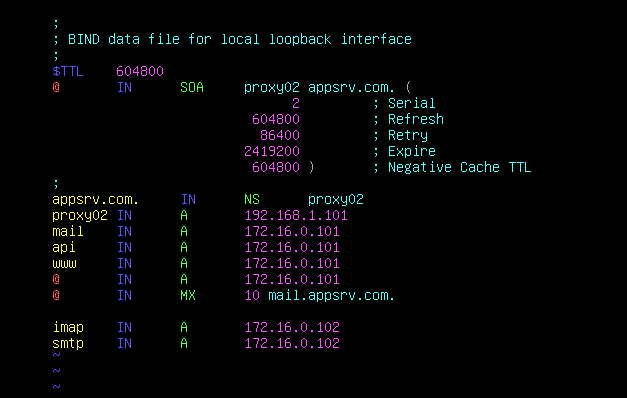 ;
; BIND data file for local loopback interface
;
$TTL 604800
@ IN SOA proxy02 appsrv.com. (
2 ; Serial
604800 ; Refresh
86400 ; Retry
2419200 ; Expire
604800 ) ; Negative Cache TTL
;
appsrv.com. IN NS proxy02
proxy02 IN A 192.168.1.101
mail IN A 172.16.0.101
api IN A 172.16.0.101
www IN A 172.16.0.101
@ IN A 172.16.0.101
@ IN MX 10 mail.appsrv.com.
imap IN A 172.16.0.102
smtp IN A 172.16.0.102
~
~
~